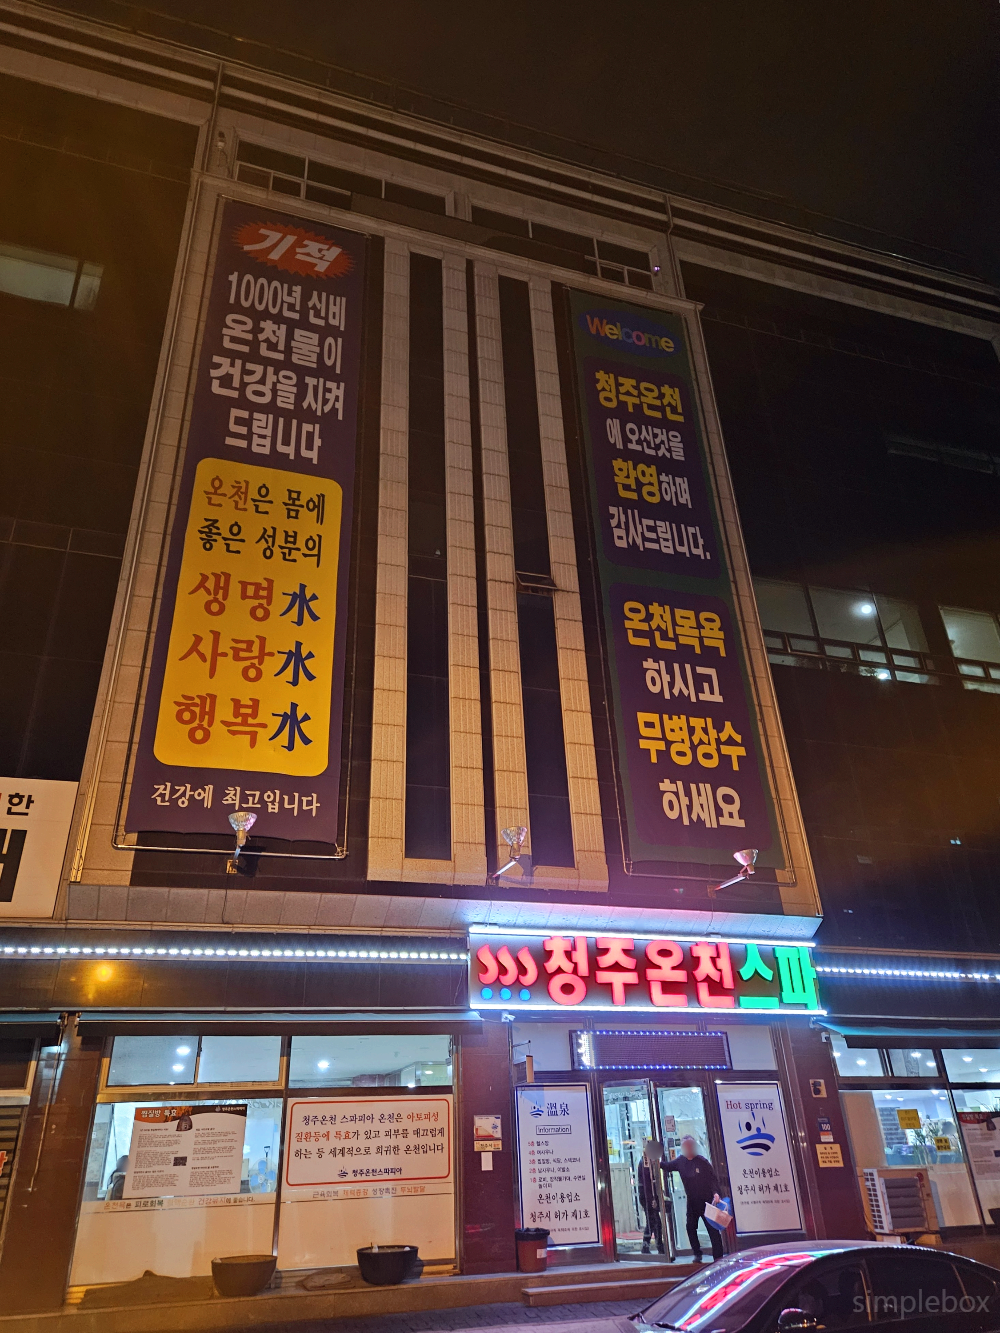 기적
1000년 신비
온천물이
건강을 지켜
드립니다
온천은 몸에
좋은 성분의
생명水
사랑水
행복水
건강에 최고입니다
Welcome
청주온천
에 오신것을
환영하며
감사드립니다.
온천목욕
하시고
무병장수
하세요
한
청주온천스파
찜질방 특효
청주온천 스파피아 온천은 아토피성
질환등에 특효가 있고 피부를 매끄럽게
하는 등 세계적으로 희귀한 온천입니다
청주온천스파피아
溫泉
Information
온천이용업소
청주시 허가 제1호
Hot spring
온천이용업소
청주시 허가 제1호
100
simplebox